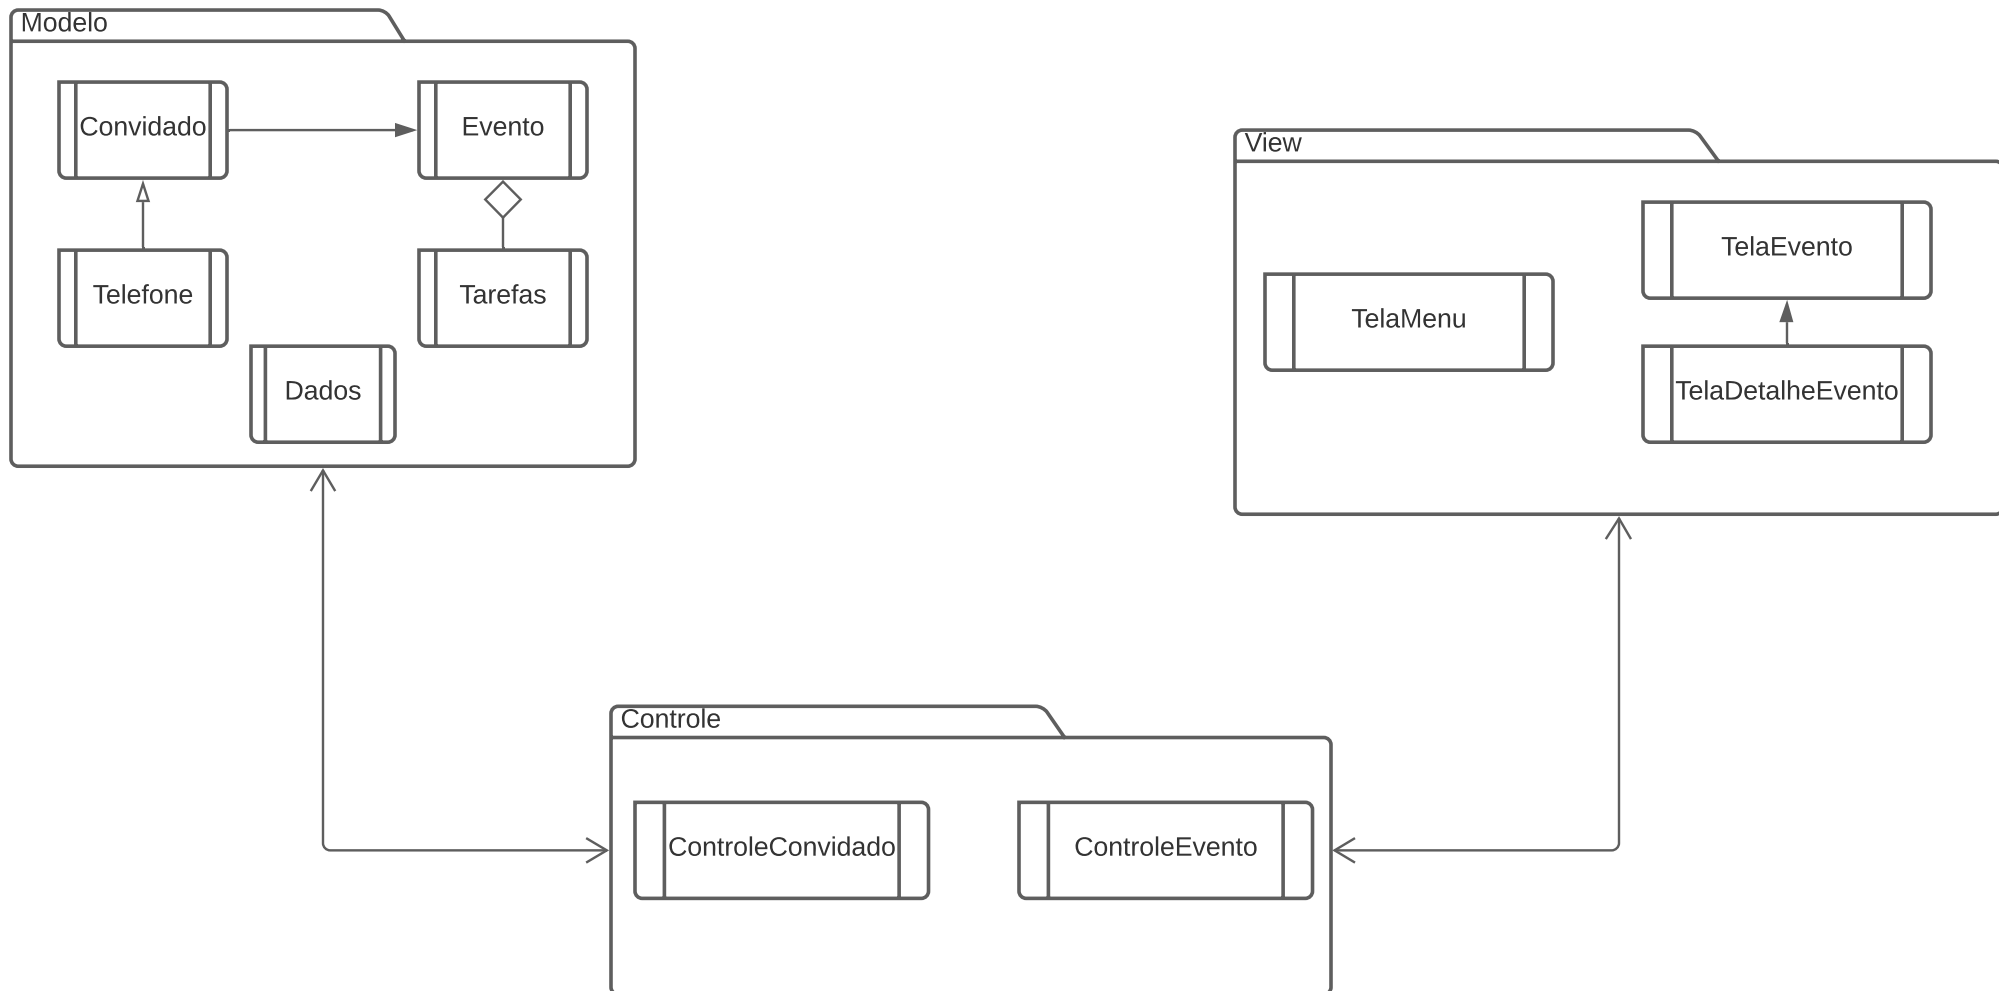 Modelo
Convidado
Evento
Telefone
Tarefas
Dados
View
TelaEvento
TelaMenu
TelaDetalheEvento
Controle
ControleConvidado
ControleEvento